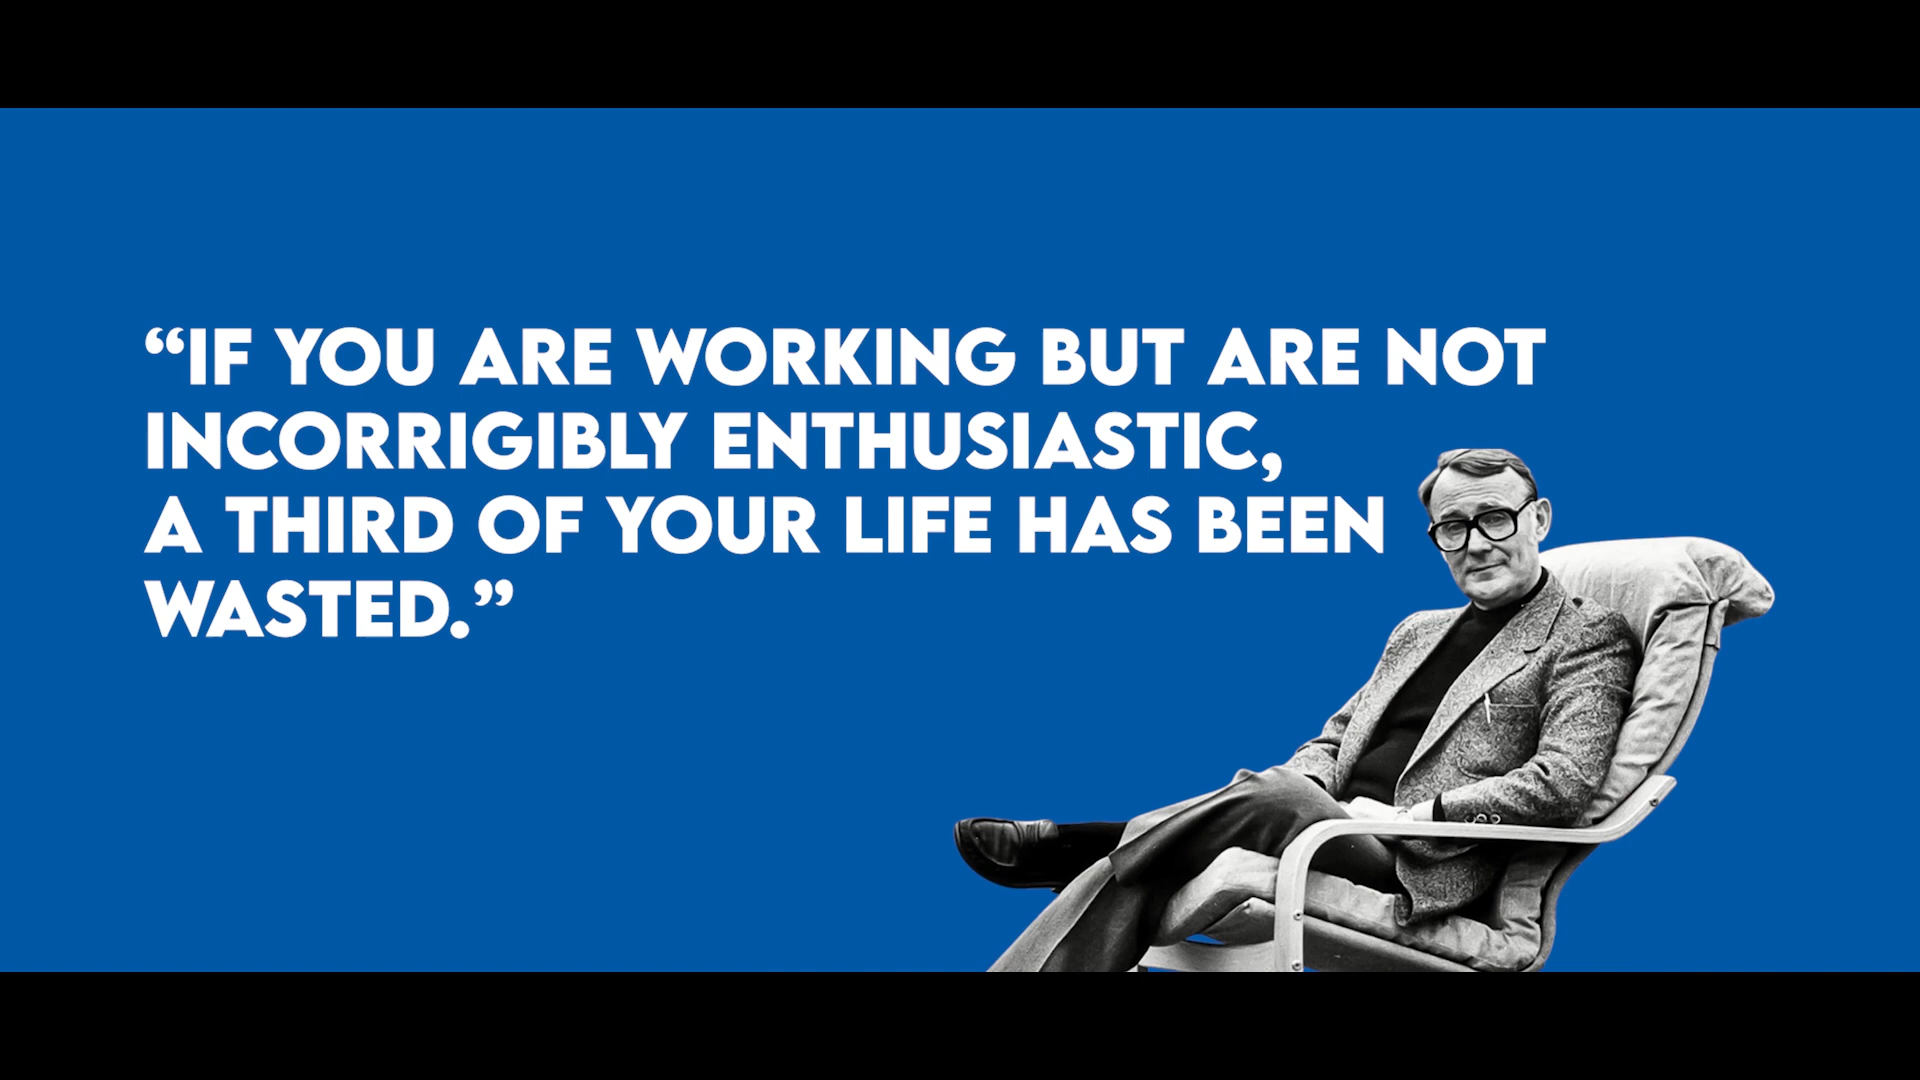 “IF YOU ARE WORKING BUT ARE NOT
INCORRIGIBLY ENTHUSIASTIC,
A THIRD OF YOUR LIFE HAS BEEN
WASTED.”